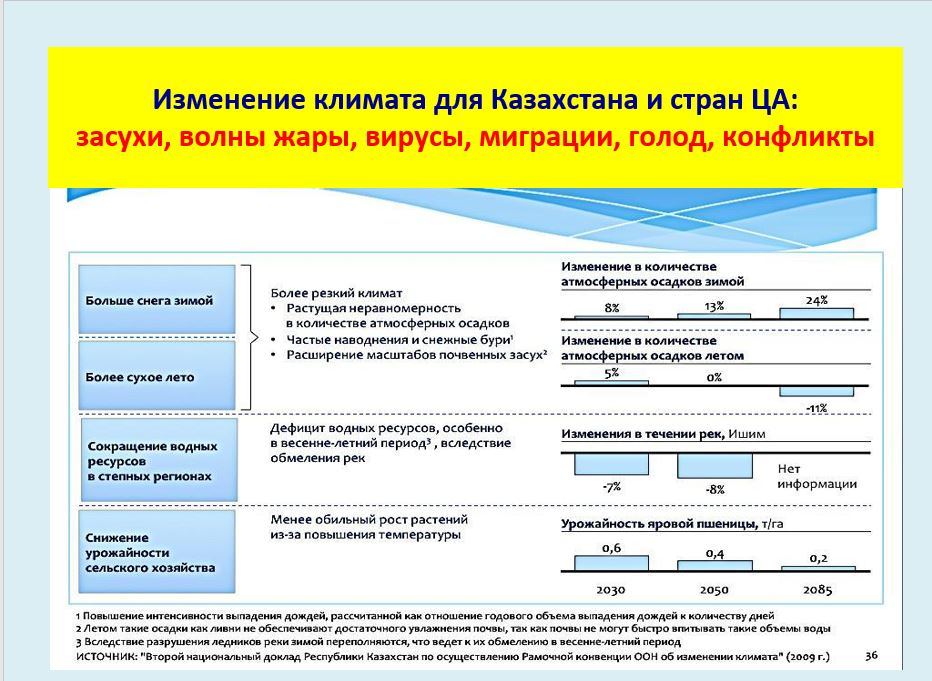 Изменение климата для Казахстана и стран ЦА:
засухи, волны жары, вирусы, миграции, голод, конфликты
Больше снега зимой
Более сухое лето
Более резкий климат
• Растущая неравномерность
в количестве атмосферных осадков
• Частые наводнения и снежные бури¹
• Расширение масштабов почвенных засух²
Изменение в количестве
атмосферных осадков зимой
8%
13%
24%
Изменение в количестве
атмосферных осадков летом
5%
0%
-11%
Сокращение водных
ресурсов
в степных регионах
Дефицит водных ресурсов, особенно
в весенне-летний период³ , вследствие
обмеления рек
Изменения в течении рек, Ишим
-7%
-8%
Нет
информации
Снижение
урожайности
сельского хозяйства
Менее обильный рост растений
из-за повышения температуры
Урожайность яровой пшеницы, т/га
0,6
0,4
0,2
2030
2050
2085
1 Повышение интенсивности выпадения дождей, рассчитанной как отношение годового объема выпадения дождей к количеству дней
2 Летом такие осадки как ливни не обеспечивают достаточного увлажнения почвы, так как почвы не могут быстро впитывать такие объемы воды
3 Вследствие разрушения ледников реки зимой переполняются, что ведет к их обмелению в весенне-летний период
ИСТОЧНИК: "Второй национальный доклад Республики Казахстан по осуществлению Рамочной конвенции ООН об изменении климата" (2009 г.)
36